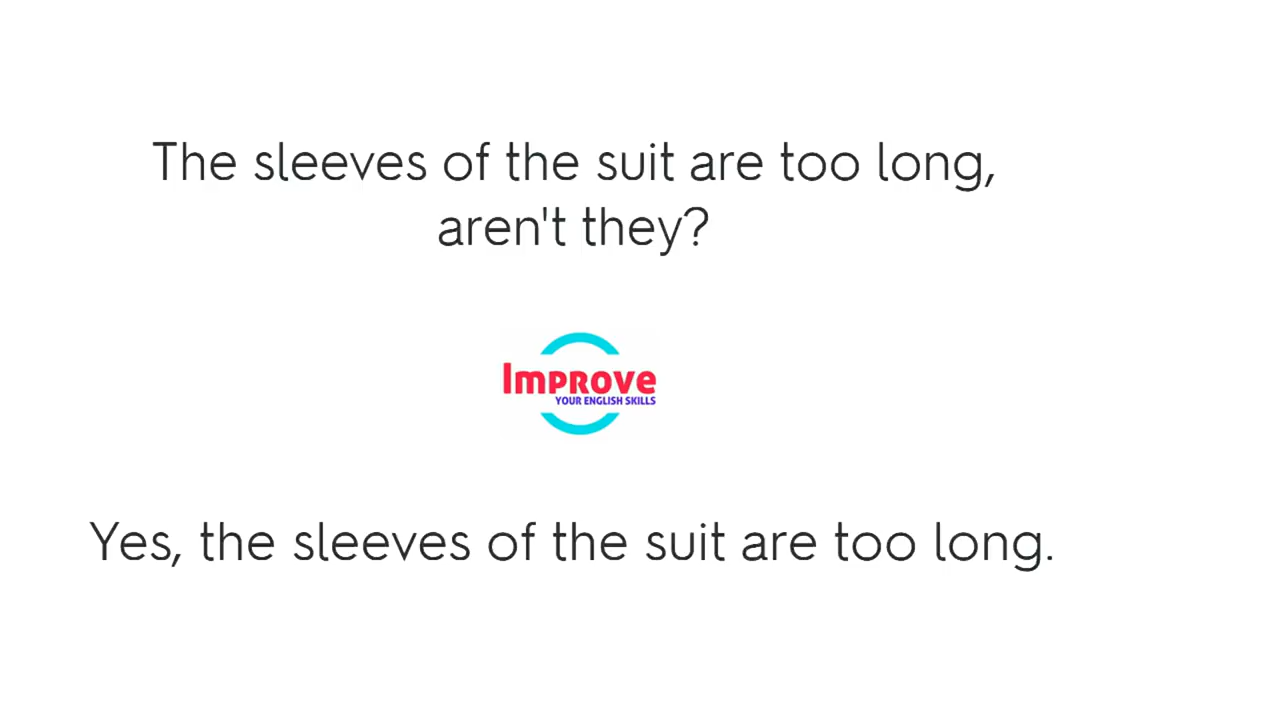 The sleeves of the suit are too long,
aren't they?
Improve
YOUR ENGLISH SKILLS
Yes, the sleeves of the suit are too long.